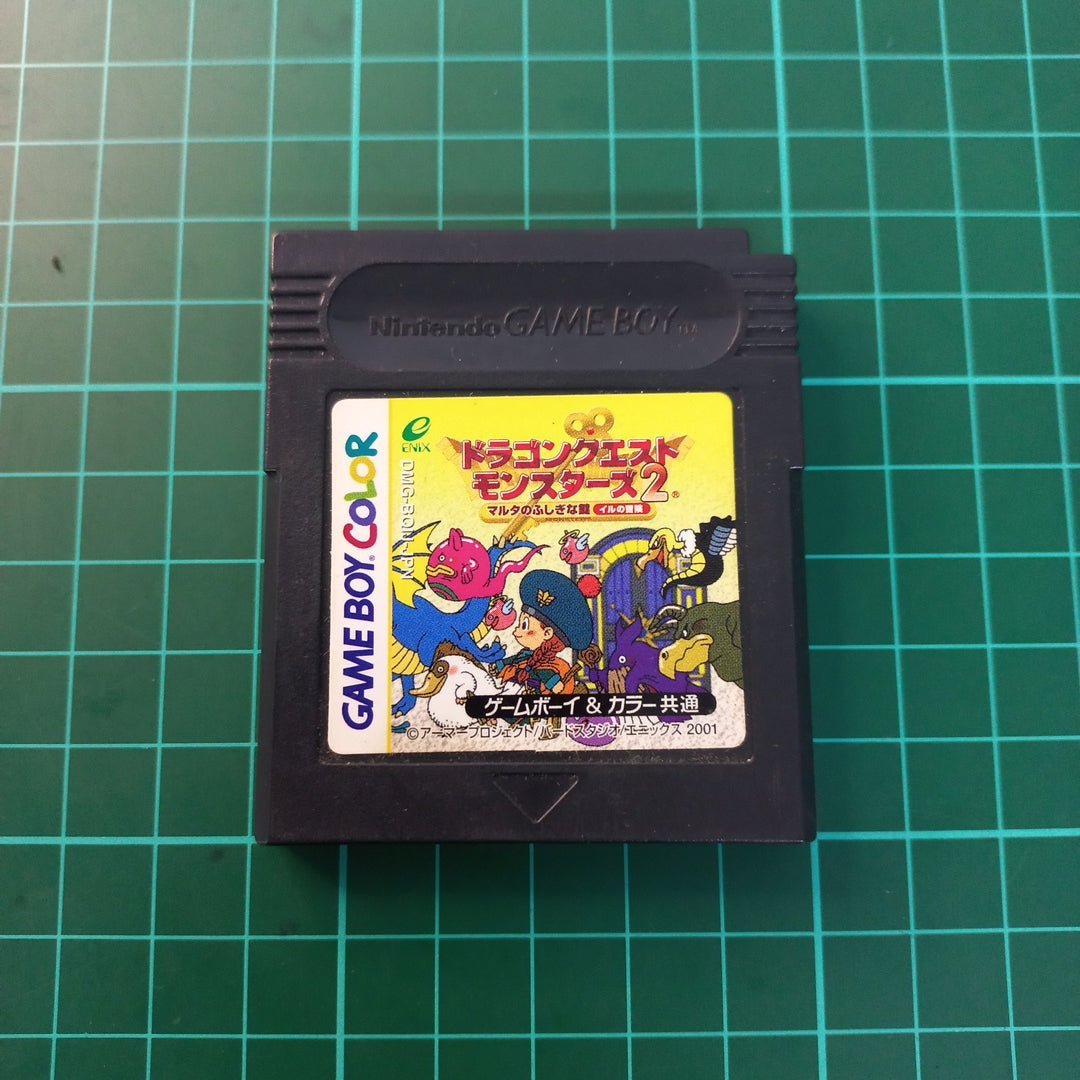 Nintendo GAME BOY TM
GAME BOY COLOR
ENIX
ドラゴンクエスト
モンスターズ2®
マルタのふしぎな鍵 イルの冒険
ゲームボーイ & カラー 共通
©アーマープロジェクト/バードスタジオ/エニックス 2001